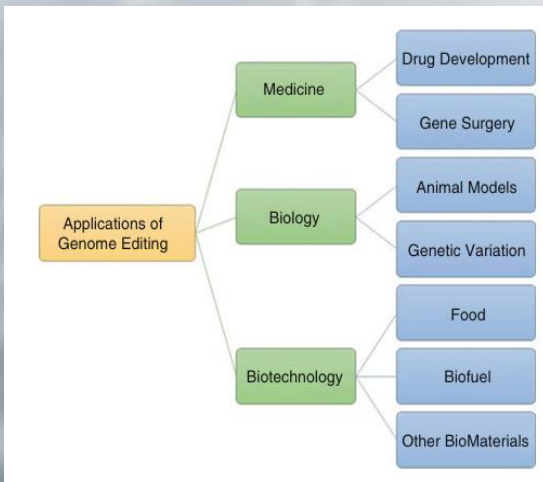 Applications of
Genome Editing
Medicine
Drug Development
Gene Surgery
Biology
Animal Models
Genetic Variation
Biotechnology
Food
Biofuel
Other BioMaterials